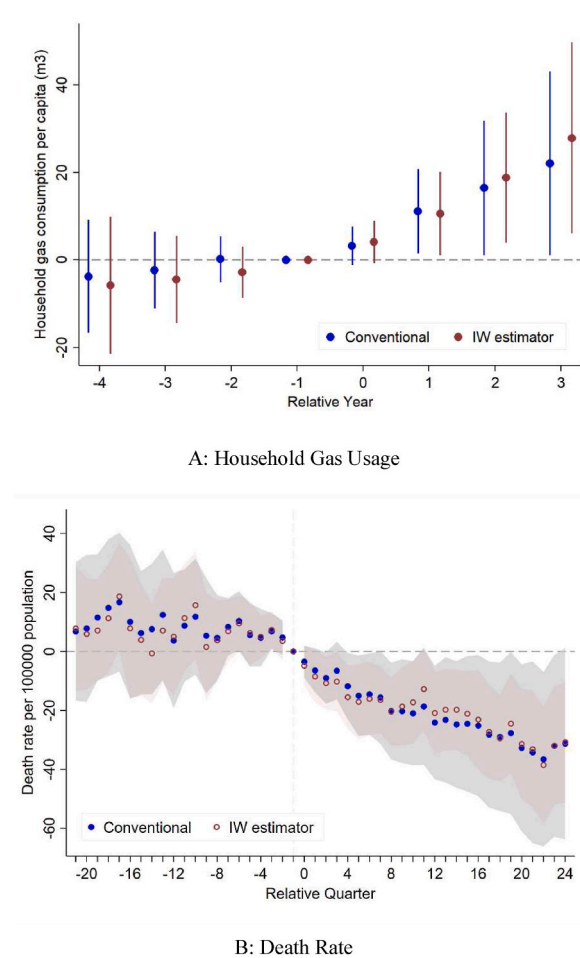 Household gas consumption per capita (m3)
40
20
0
-20
Conventional IW estimator
-4 -3 -2 -1 0 1 2 3
Relative Year
A: Household Gas Usage
Death rate per 100000 population
40
20
0
-20
-40
-60
Conventional IW estimator
-20 -16 -12 -8 -4 0 4 8 12 16 20 24
Relative Quarter
B: Death Rate